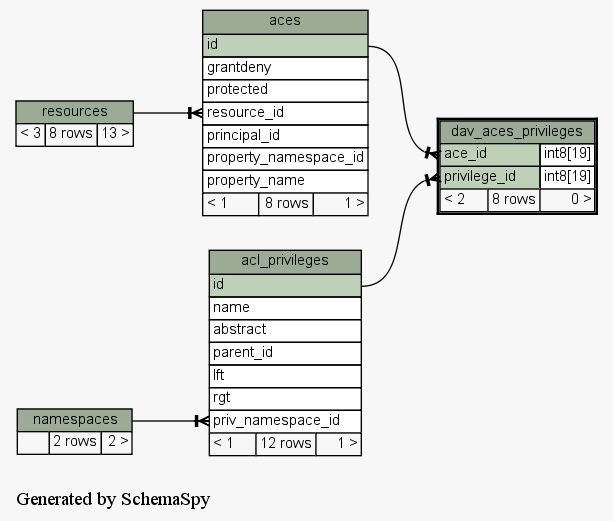 aces
id
grantdeny
protected
resource_id
principal_id
property_namespace_id
property_name
< 1 8 rows 1 >
resources
< 3 8 rows 13 >
dav_aces_privileges
ace_id int8[19]
privilege_id int8[19]
< 2 8 rows 0 >
acl_privileges
id
name
abstract
parent_id
lft
rgt
priv_namespace_id
< 1 12 rows 1 >
namespaces
2 rows 2 >
Generated by SchemaSpy